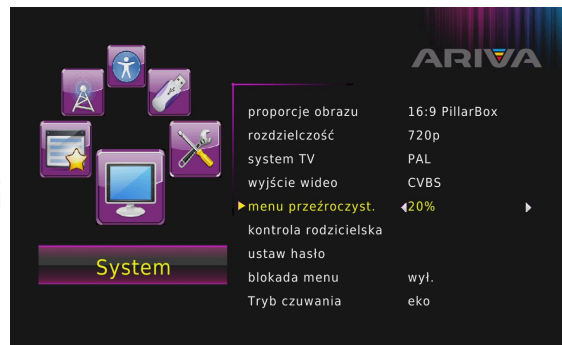 ARIVA
proporcje obrazu 16:9 PillarBox
rozdzielczość 720p
system TV PAL
wyjście wideo CVBS
menu przeźroczyst. 20%
kontrola rodzicielska
ustaw hasło
blokada menu wył.
Tryb czuwania eko
System